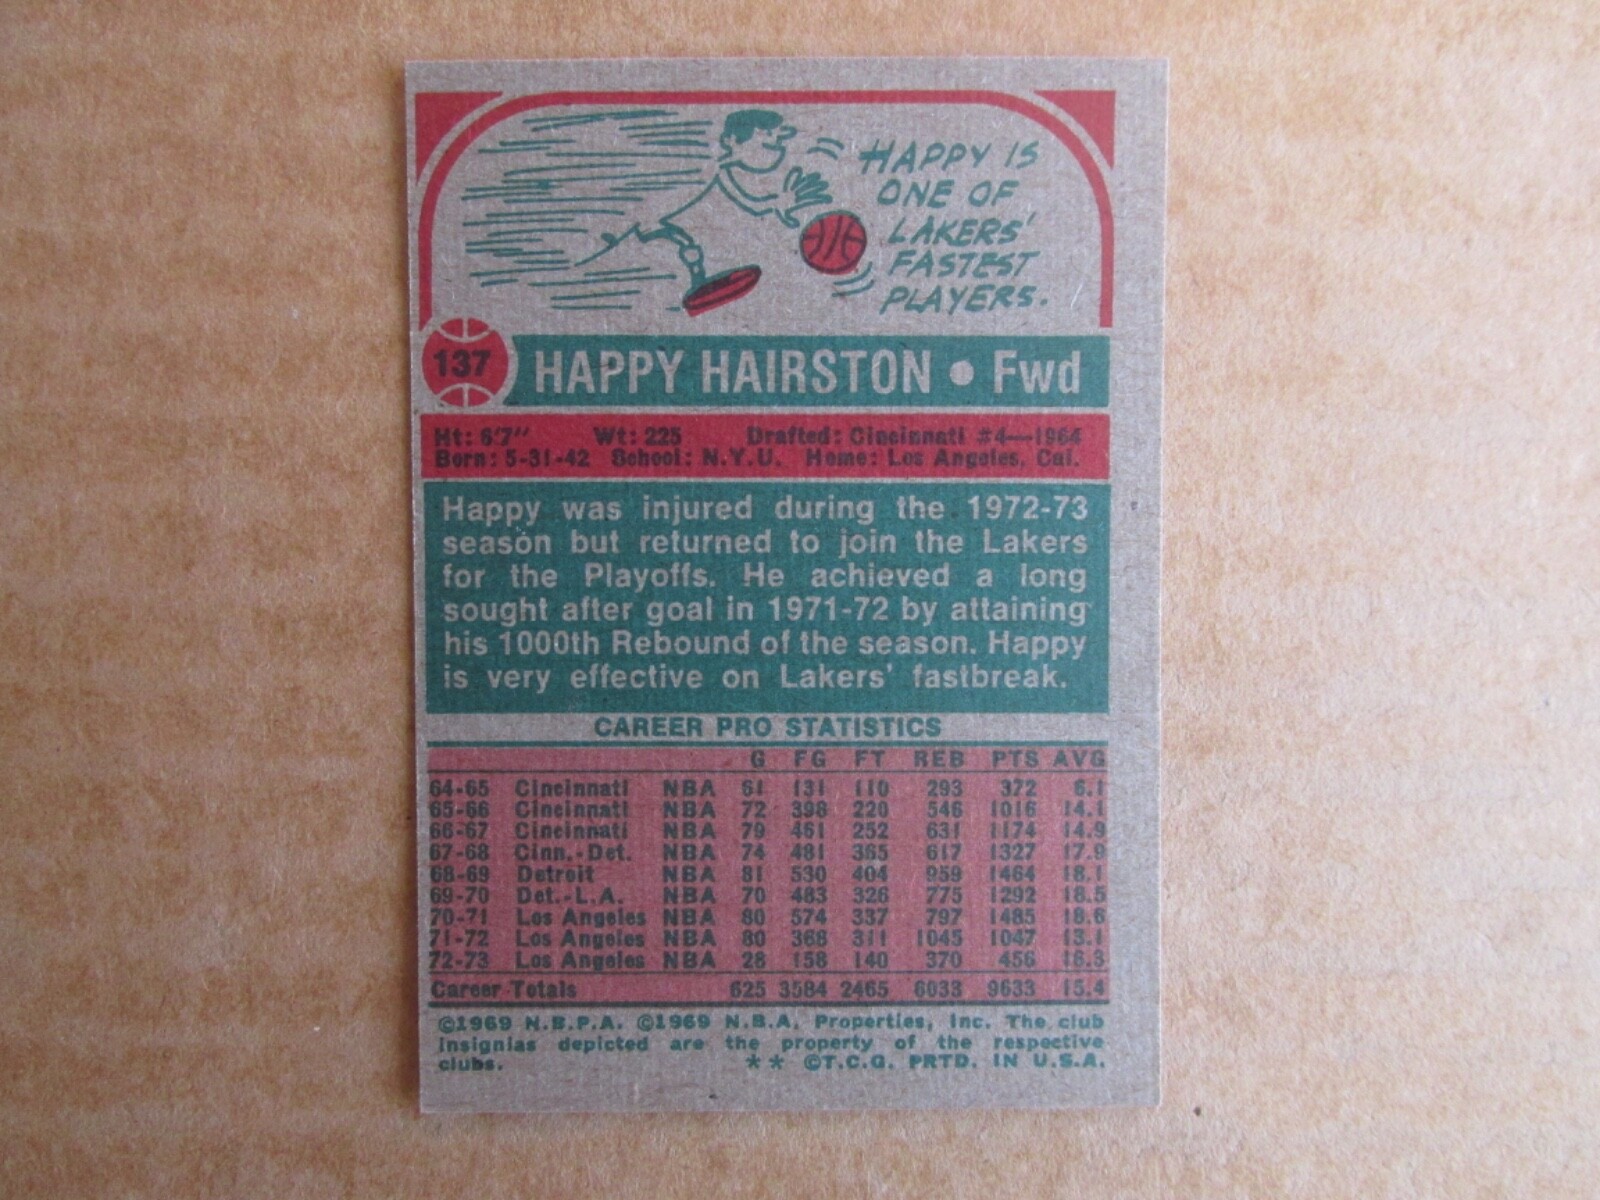 HAPPY IS
ONE OF
LAKERS'
FASTEST
PLAYERS.
137 HAPPY HAIRSTON • Fwd
Ht: 6'7" Wt: 225 Drafted: Cincinnati #4—1964
Born: 5-31-42 School: N.Y.U. Home: Los Angeles, Cal.
Happy was injured during the 1972-73
season but returned to join the Lakers
for the Playoffs. He achieved a long
sought after goal in 1971-72 by attaining
his 1000th Rebound of the season. Happy
is very effective on Lakers' fastbreak.
CAREER PRO STATISTICS
G FG FT REB PTS AVG
64-65 Cincinnati NBA 61 131 110 293 372 6.1
65-66 Cincinnati NBA 72 398 220 546 1016 14.1
66-67 Cincinnati NBA 79 461 252 631 1174 14.9
67-68 Cinn.-Det. NBA 74 481 365 617 1327 17.9
68-69 Detroit NBA 81 530 404 959 1464 18.1
69-70 Det.-L.A. NBA 70 483 326 775 1292 18.5
70-71 Los Angeles NBA 80 574 337 797 1485 18.6
71-72 Los Angeles NBA 80 368 311 1045 1047 13.1
72-73 Los Angeles NBA 28 158 140 370 456 16.3
Career Totals 625 3584 2465 6033 9633 15.4
©1969 N.B.P.A. ©1969 N.B.A. Properties, Inc. The club
insignias depicted are the property of the respective
clubs. ** ©T.C.G. PRTD. IN U.S.A.